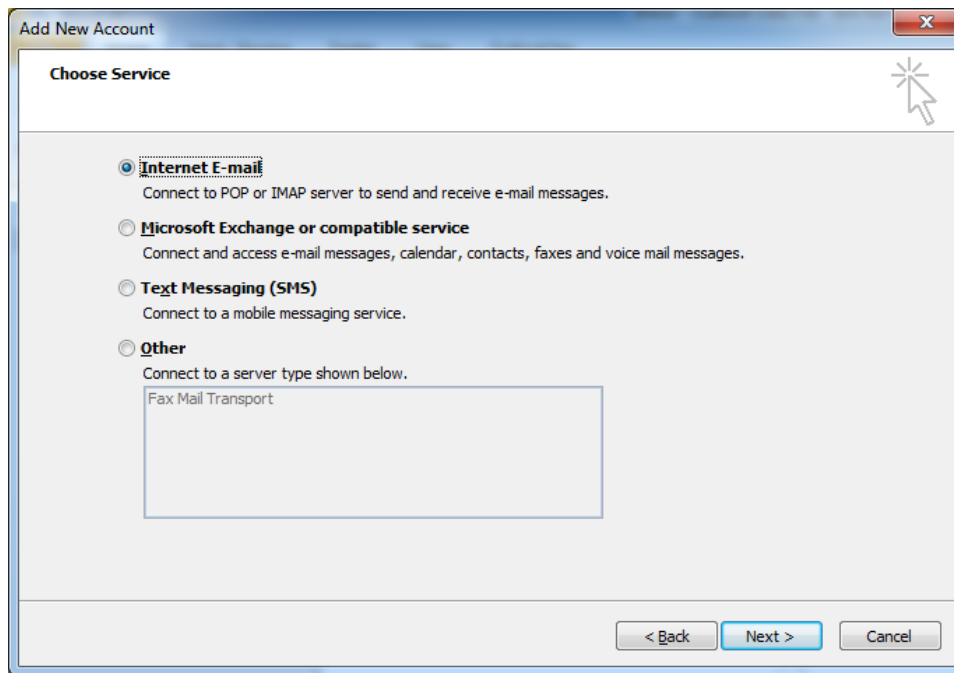 Add New Account
Choose Service
Internet E-mail
Connect to POP or IMAP server to send and receive e-mail messages.
Microsoft Exchange or compatible service
Connect and access e-mail messages, calendar, contacts, faxes and voice mail messages.
Text Messaging (SMS)
Connect to a mobile messaging service.
Other
Connect to a server type shown below.
Fax Mail Transport
< Back Next > Cancel